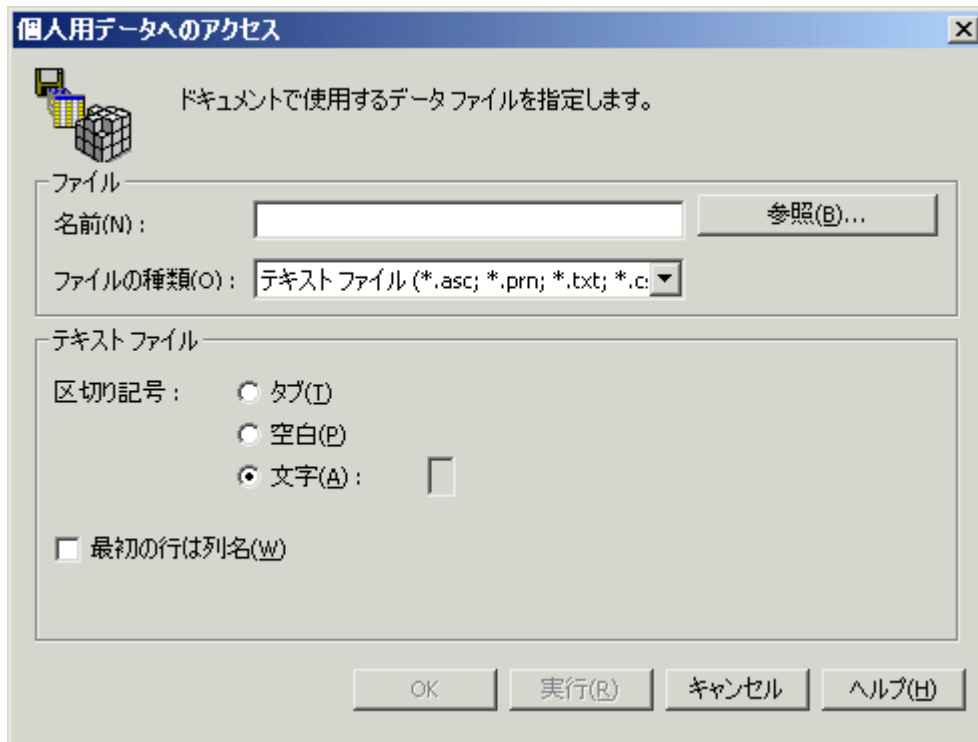 個人用データへのアクセス
ドキュメントで使用するデータ ファイルを指定します。
ファイル
名前(N)：
参照(B)...
ファイルの種類(O)：
テキスト ファイル (*.asc; *.prn; *.txt; *.c
テキスト ファイル
区切り記号：
タブ(T)
空白(P)
文字(A)：
最初の行は列名(W)
OK
実行(R)
キャンセル
ヘルプ(H)